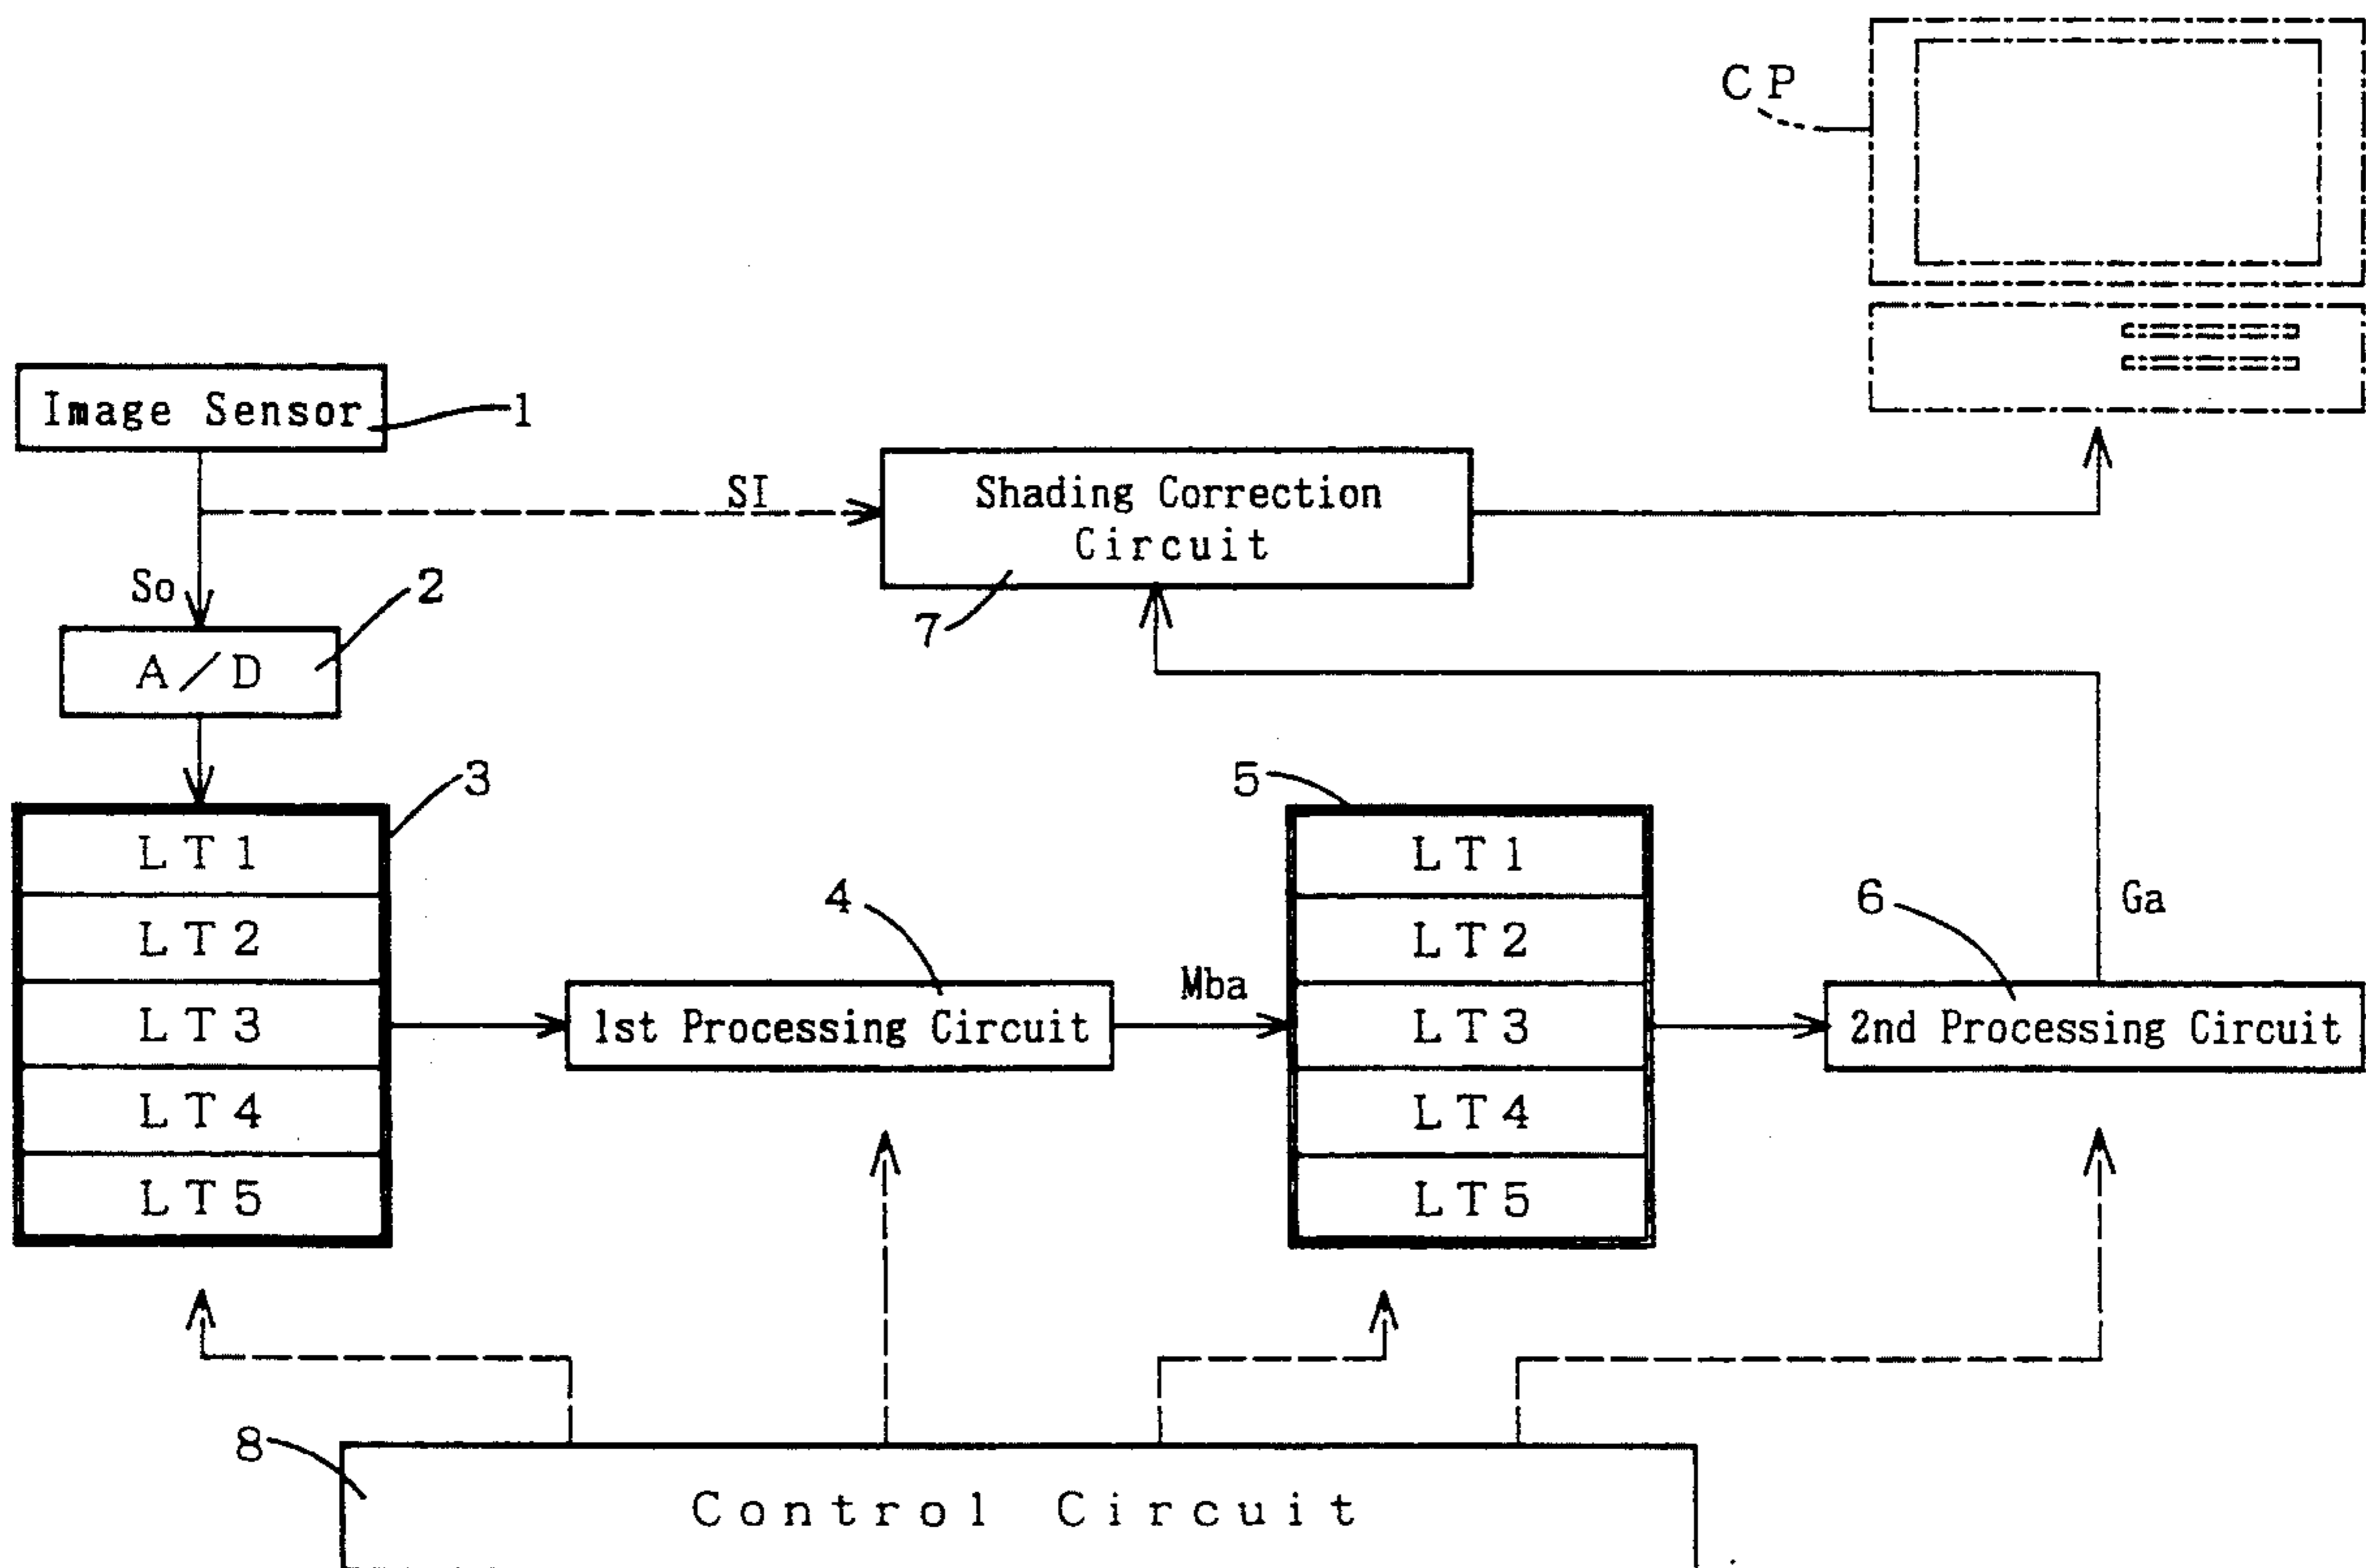 CP
Image Sensor
1
SI
Shading Correction
Circuit
So
2
7
A/D
3
5
LT1
LT2
LT3
LT4
LT5
4
1st Processing Circuit
Mba
LT1
LT2
LT3
LT4
LT5
6
Ga
2nd Processing Circuit
8
Control Circuit